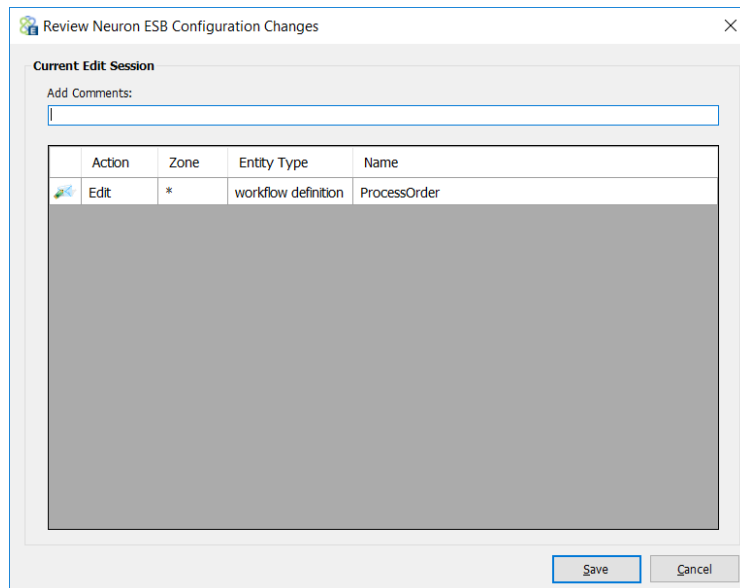 Review Neuron ESB Configuration Changes
Current Edit Session
Add Comments:
Action Zone Entity Type Name
Edit * workflow definition ProcessOrder
Save Cancel